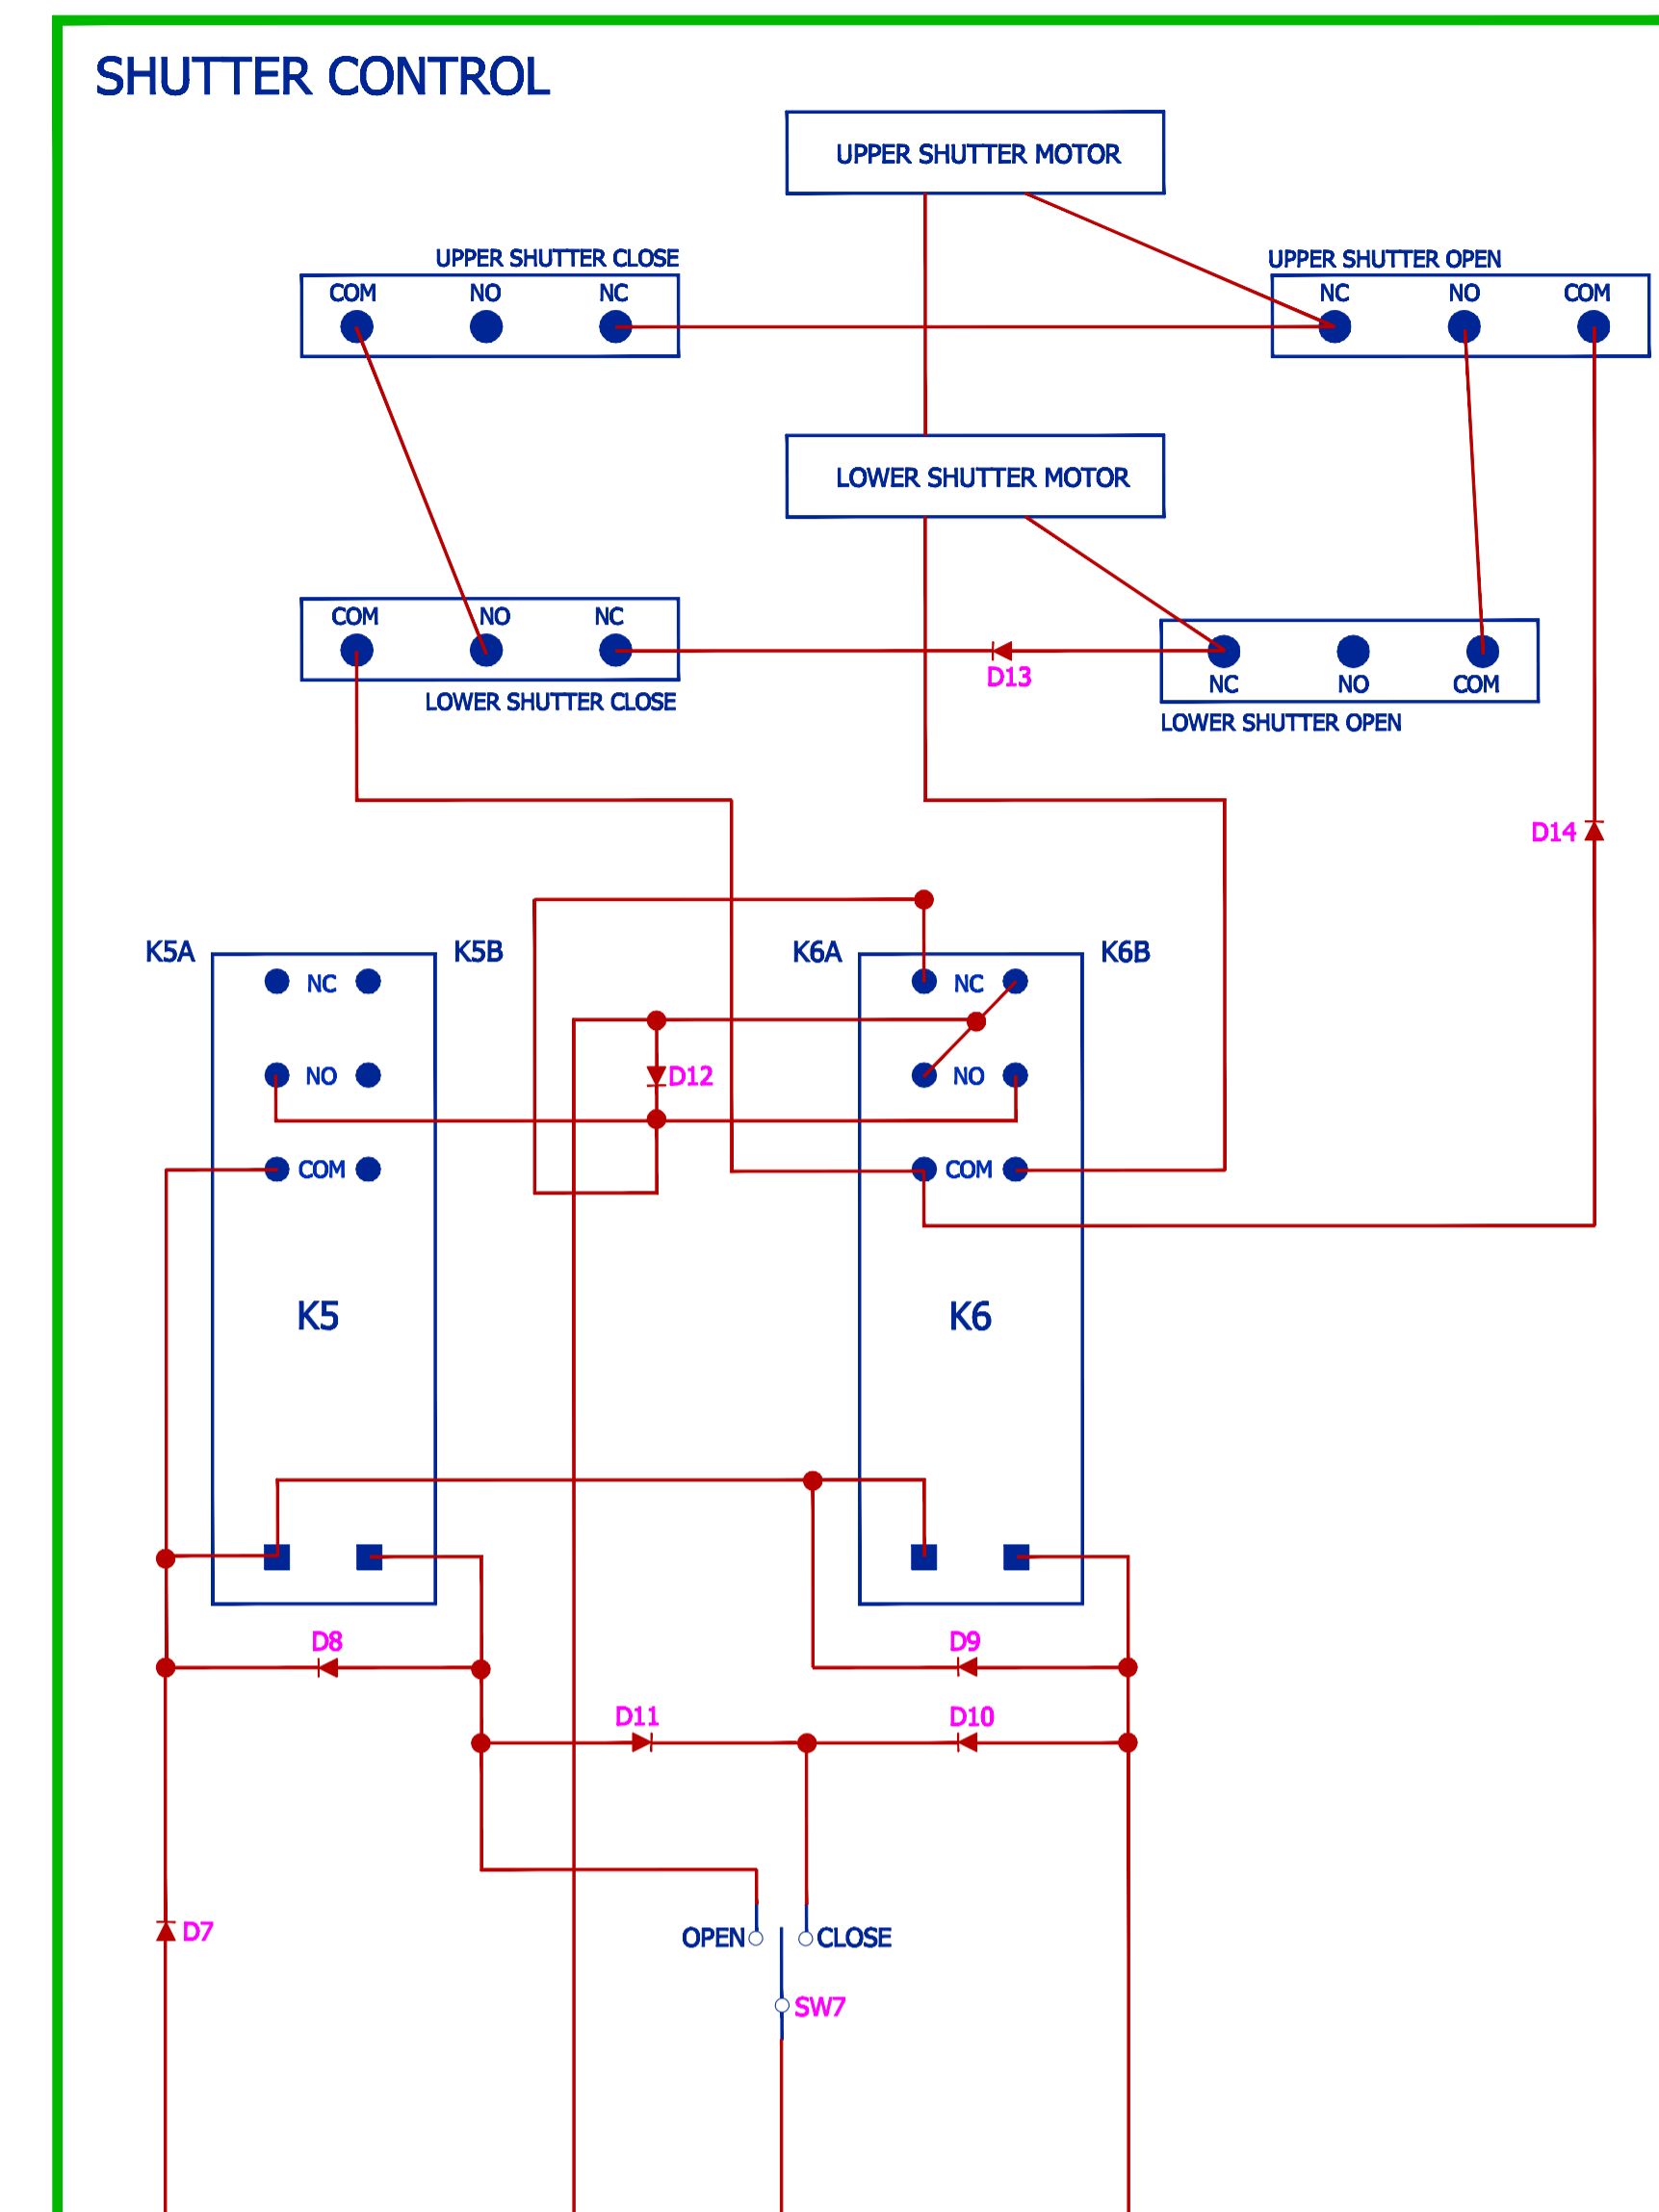 SHUTTER CONTROL
UPPER SHUTTER MOTOR
UPPER SHUTTER CLOSE
COM NO NC
UPPER SHUTTER OPEN
NC NO COM
LOWER SHUTTER MOTOR
COM NO NC
LOWER SHUTTER CLOSE
D13
NC NO COM
LOWER SHUTTER OPEN
D14
K5A K5B K6A K6B
NC NC
NO D12 NO
COM COM
K5 K6
D8 D9
D11 D10
D7
OPEN CLOSE
SW7